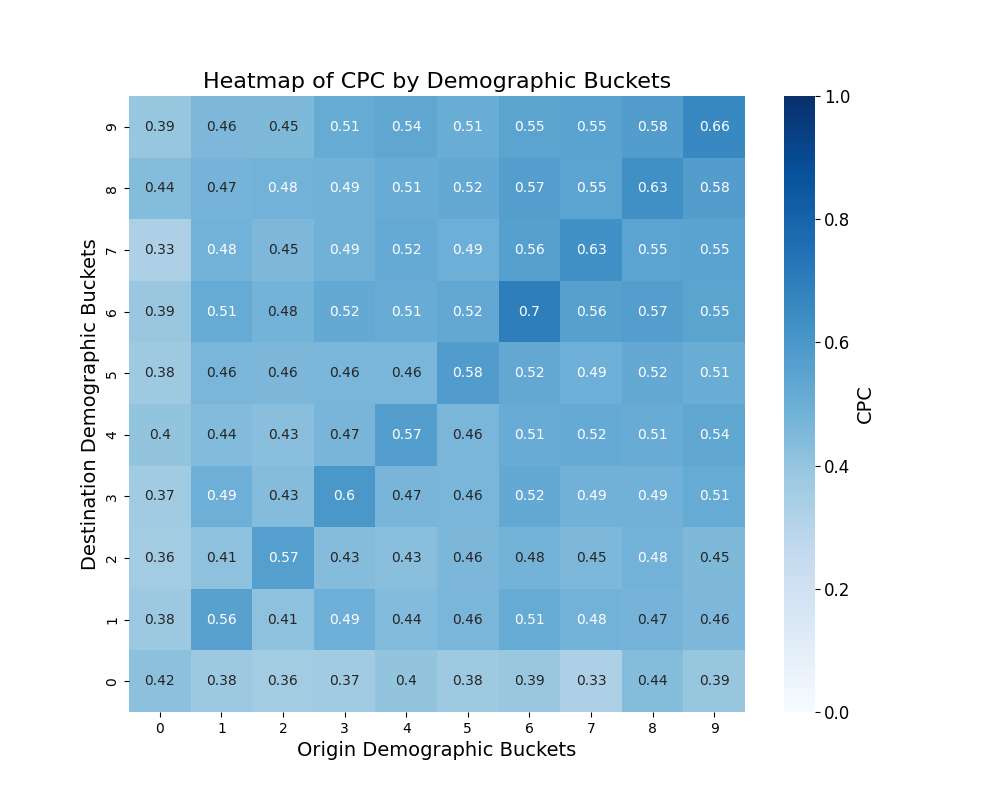 Heatmap of CPC by Demographic Buckets
9 0.39 0.46 0.45 0.51 0.54 0.51 0.55 0.55 0.58 0.66
8 0.44 0.47 0.48 0.49 0.51 0.52 0.57 0.55 0.63 0.58
7 0.33 0.48 0.45 0.49 0.52 0.49 0.56 0.63 0.55 0.55
6 0.39 0.51 0.48 0.52 0.51 0.52 0.7 0.56 0.57 0.55
5 0.38 0.46 0.46 0.46 0.46 0.58 0.52 0.49 0.52 0.51
4 0.4 0.44 0.43 0.47 0.57 0.46 0.51 0.52 0.51 0.54
3 0.37 0.49 0.43 0.6 0.47 0.46 0.52 0.49 0.49 0.51
2 0.36 0.41 0.57 0.43 0.43 0.46 0.48 0.45 0.48 0.45
1 0.38 0.56 0.41 0.49 0.44 0.46 0.51 0.48 0.47 0.46
0 0.42 0.38 0.36 0.37 0.4 0.38 0.39 0.33 0.44 0.39
0 1 2 3 4 5 6 7 8 9
Origin Demographic Buckets
Destination Demographic Buckets
1.0
0.8
0.6
0.4
0.2
0.0
CPC